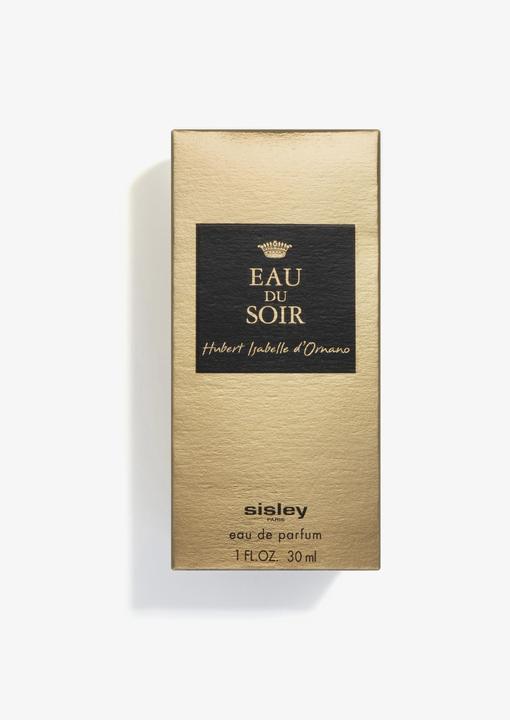 EAU
DU
SOIR
Hubert Isabelle d'Ornano
sisley
PARIS
eau de parfum
1 FL.OZ. 30 ml